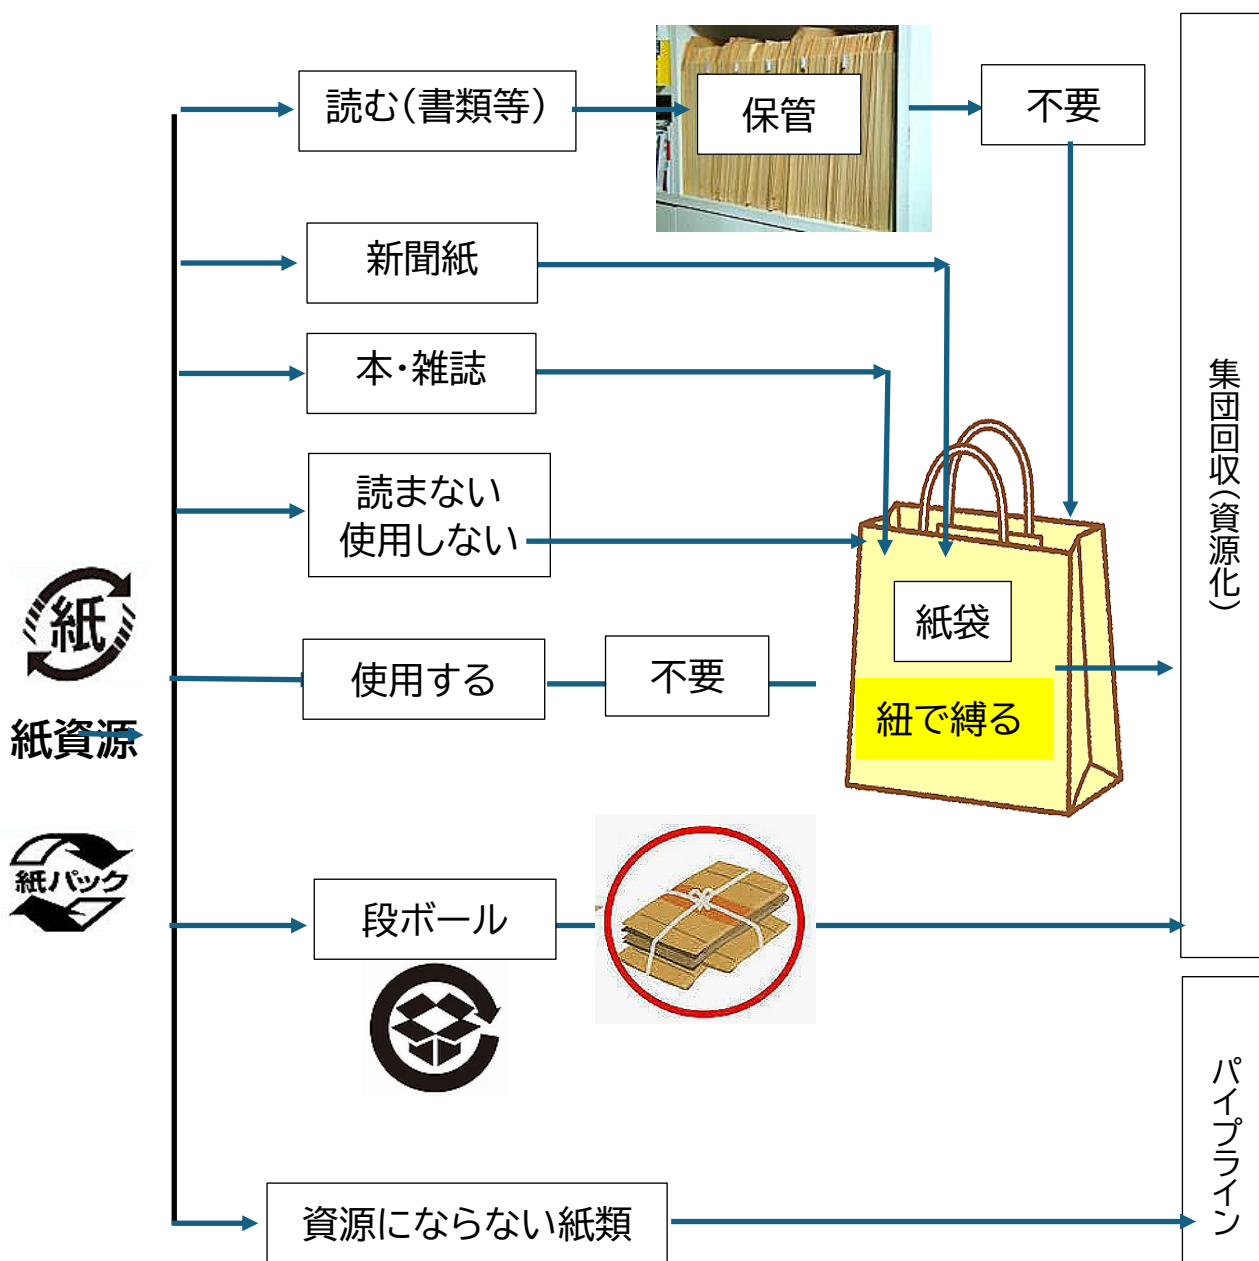 読む(書類等)
保管
不要
新聞紙
本・雑誌
読まない
使用しない
紙
紙資源
紙パック
使用する
不要
紙袋
紐で縛る
段ボール
資源にならない紙類
集団回収(資源化)
パイプライン